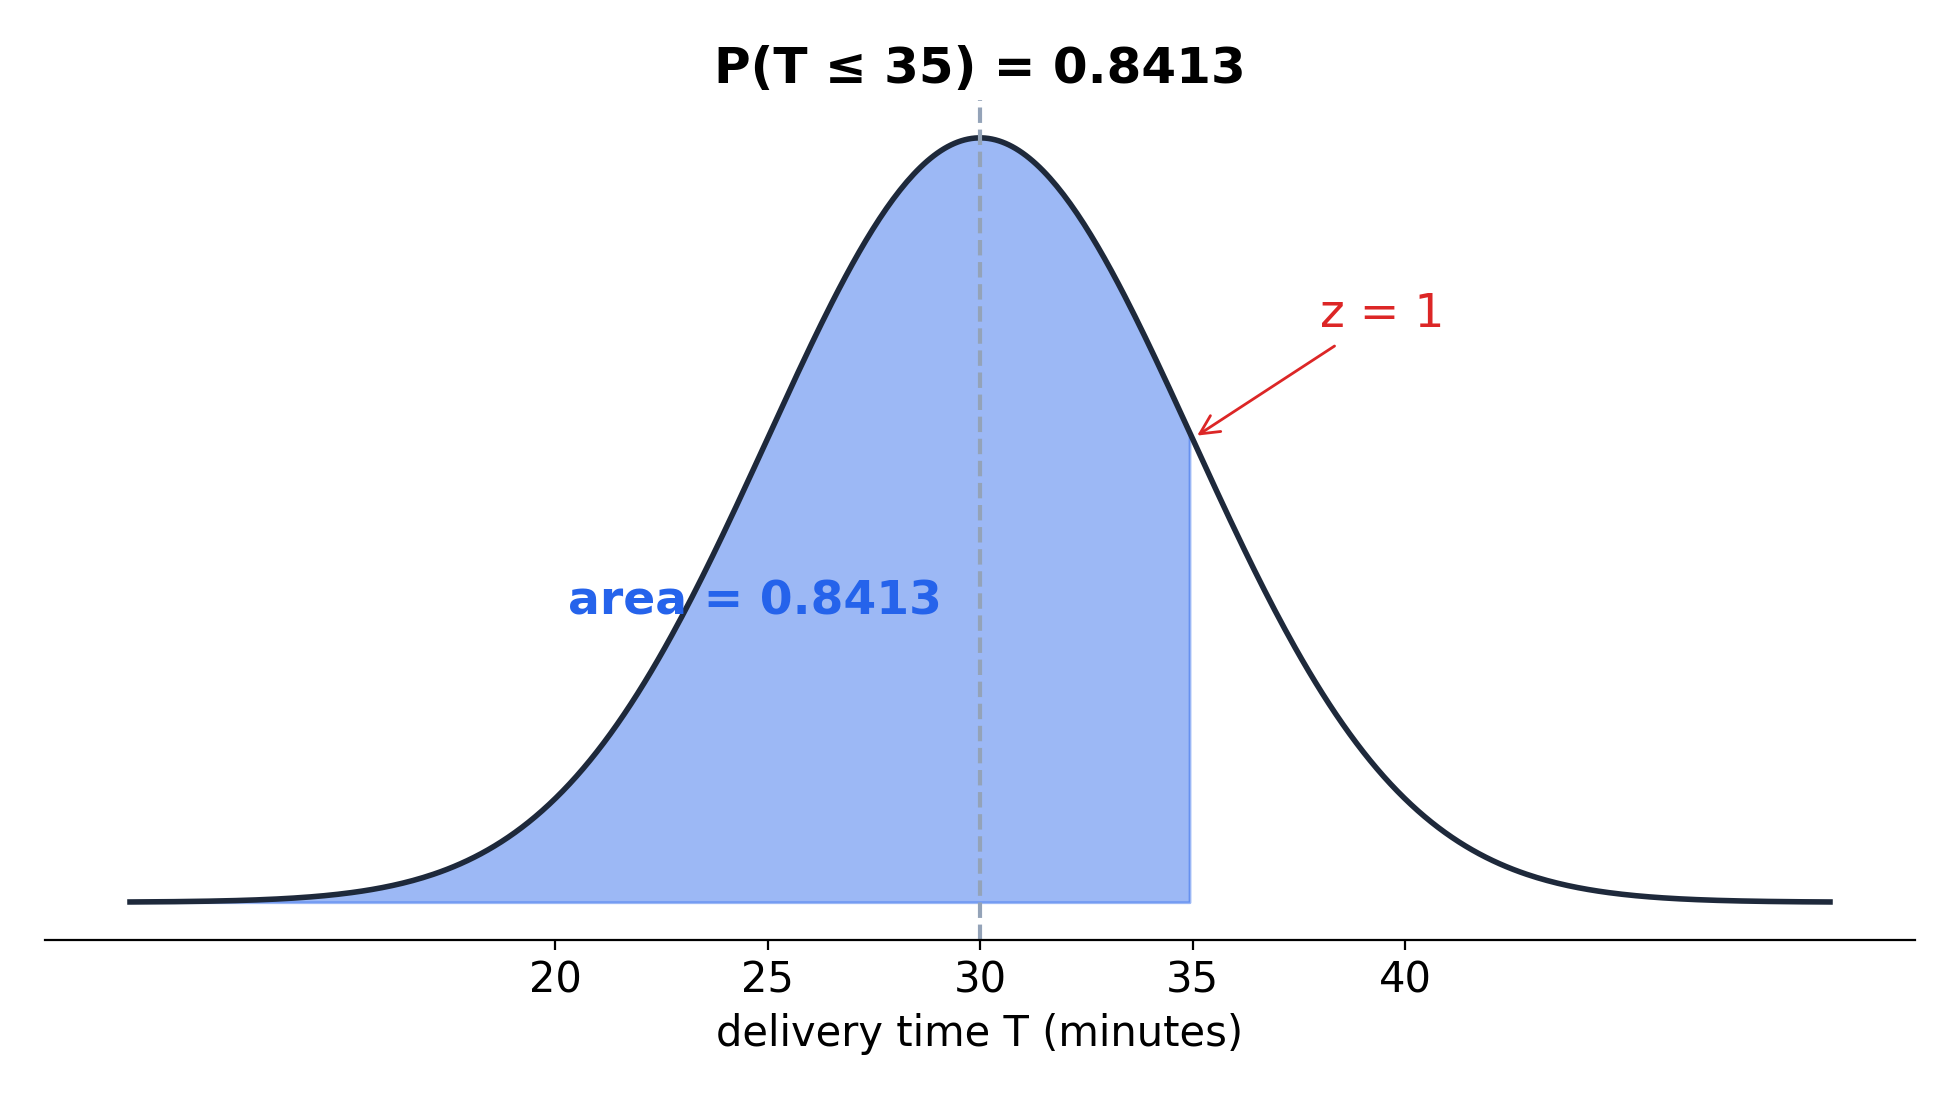 P(T ≤ 35) = 0.8413
z = 1
area = 0.8413
20 25 30 35 40
delivery time T (minutes)